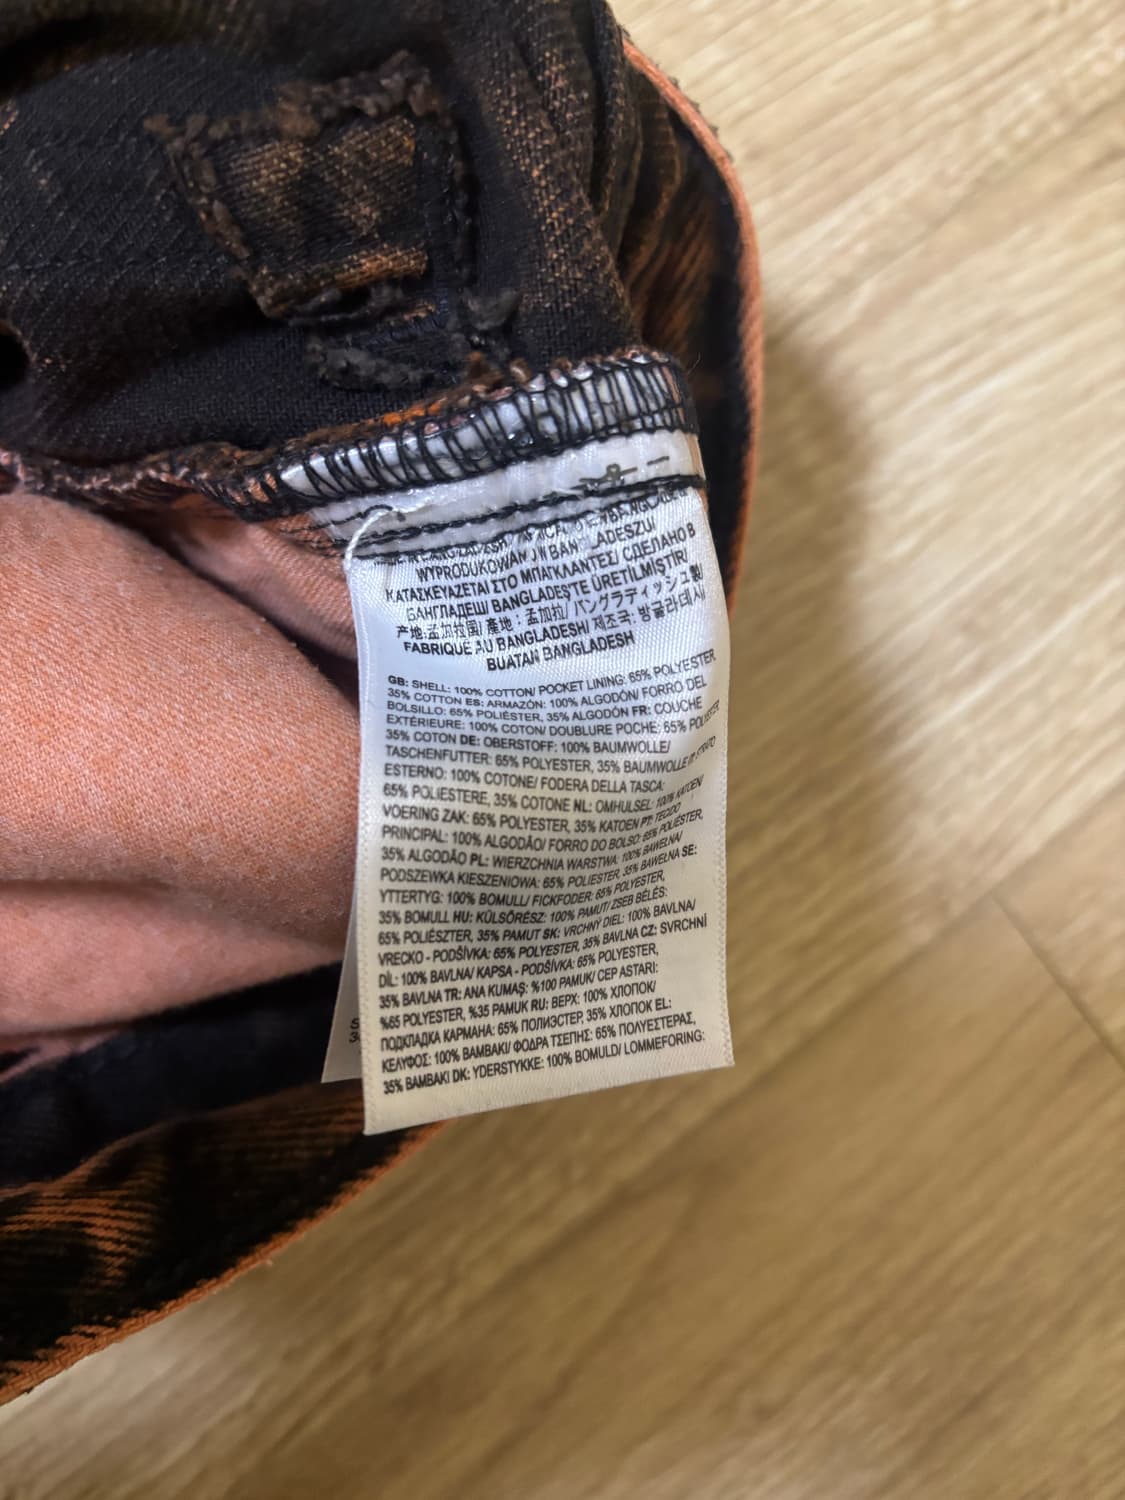 WYPRODUKOWANO W BANGLADESZU/
ΚΑΤΑΣΚΕΥΑΖΕΤΑΙ ΣΤΟ ΜΠΑΓΚΛΑΝΤΕΣ/ СДЕЛАНО В
БАНГЛАДЕШ/ BANGLADEŞ'TE ÜRETİLMİŞTİR/
产地:孟加拉国/ 產地:孟加拉/ バングラディッシュ製
FABRIQUÉ AU BANGLADESH/ 제조국: 방글라데시
BUATAN BANGLADESH
GB: SHELL: 100% COTTON/ POCKET LINING: 65% POLYESTER
35% COTTON ES: ARMAZÓN: 100% ALGODÓN/ FORRO DEL
BOLSILLO: 65% POLIÉSTER, 35% ALGODÓN FR: COUCHE
EXTÉRIEURE: 100% COTON/ DOUBLURE POCHE: 65% POLYESTER,
35% COTON DE: OBERSTOFF: 100% BAUMWOLLE/
TASCHENFUTTER: 65% POLYESTER, 35% BAUMWOLLE IT: STRATO
ESTERNO: 100% COTONE/ FODERA DELLA TASCA:
65% POLIESTERE, 35% COTONE NL: OMHULSEL: 100% KATOEN/
VOERING ZAK: 65% POLYESTER, 35% KATOEN PT: TECIDO
PRINCIPAL: 100% ALGODÃO/ FORRO DO BOLSO: 65% POLIÉSTER,
35% ALGODÃO PL: WIERZCHNIA WARSTWA: 100% BAWEŁNA/
PODSZEWKA KIESZENIOWA: 65% POLIESTER, 35% BAWEŁNA SE:
YTTERTYG: 100% BOMULL/ FICKFODER: 65% POLYESTER,
35% BOMULL HU: KÜLSŐRÉSZ: 100% PAMUT/ ZSEB BÉLÉS:
65% POLIÉSZTER, 35% PAMUT SK: VRCHNÝ DIEL: 100% BAVLNA/
VRECKO - PODŠÍVKA: 65% POLYESTER, 35% BAVLNA CZ: SVRCHNÍ
DÍL: 100% BAVLNA/ KAPSA - PODŠÍVKA: 65% POLYESTER,
35% BAVLNA TR: ANA KUMAŞ: %100 PAMUK/ CEP ASTARI:
%65 POLYESTER, %35 PAMUK RU: ВЕРХ: 100% ХЛОПОК/
ПОДКЛАДКА КАРМАНА: 65% ПОЛИЭСТЕР, 35% ХЛОПОК EL:
ΚΕΛΥΦΟΣ: 100% ΒΑΜΒΑΚΙ/ ΦΟΔΡΑ ΤΣΕΠΗΣ: 65% ΠΟΛΥΕΣΤΕΡΑΣ,
35% ΒΑΜΒΑΚΙ DK: YDERSTYKKE: 100% BOMULD/ LOMMEFORING: